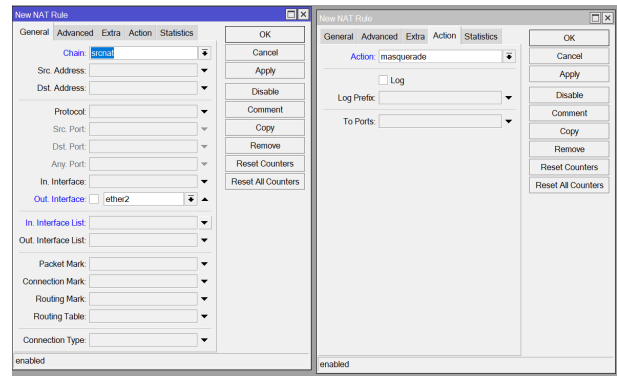 New NAT Rule
General Advanced Extra Action Statistics
Chain: srcnat
Src. Address:
Dst. Address:
Protocol:
Src. Port:
Dst. Port:
Any. Port:
In. Interface:
Out. Interface: ether2
In. Interface List:
Out. Interface List:
Packet Mark:
Connection Mark:
Routing Mark:
Routing Table:
Connection Type:
OK
Cancel
Apply
Disable
Comment
Copy
Remove
Reset Counters
Reset All Counters
enabled
New NAT Rule
General Advanced Extra Action Statistics
Action: masquerade
Log
Log Prefix:
To Ports:
OK
Cancel
Apply
Disable
Comment
Copy
Remove
Reset Counters
Reset All Counters
enabled